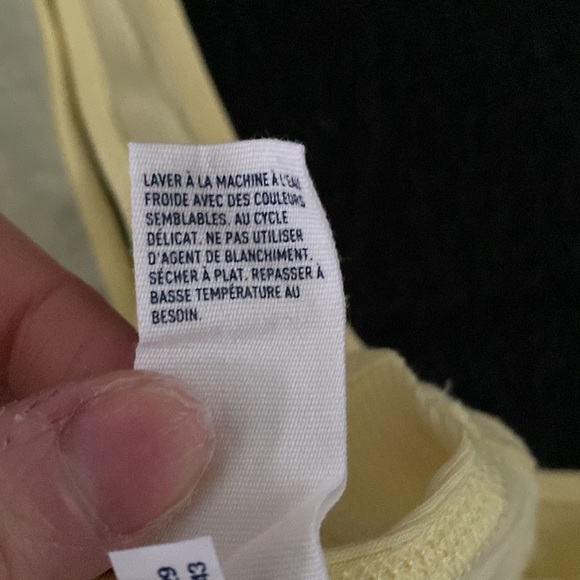 LAVER À LA MACHINE À L'EAU
FROIDE AVEC DES COULEURS
SEMBLABLES, AU CYCLE
DÉLICAT. NE PAS UTILISER
D'AGENT DE BLANCHIMENT.
SÉCHER À PLAT. REPASSER À
BASSE TEMPÉRATURE AU
BESOIN.